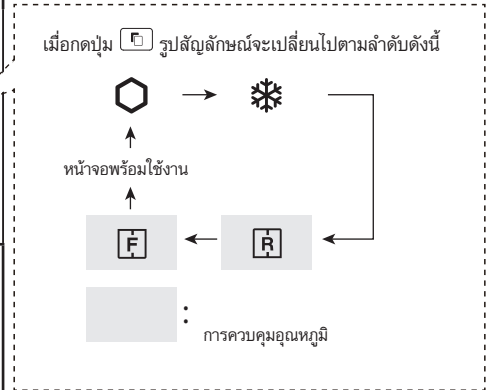 เมื่อกดปุ่ม รูปสัญลักษณ์จะเปลี่ยนไปตามลำดับดังนี้
หน้าจอพร้อมใช้งาน
F R
:
การควบคุมอุณหภูมิ